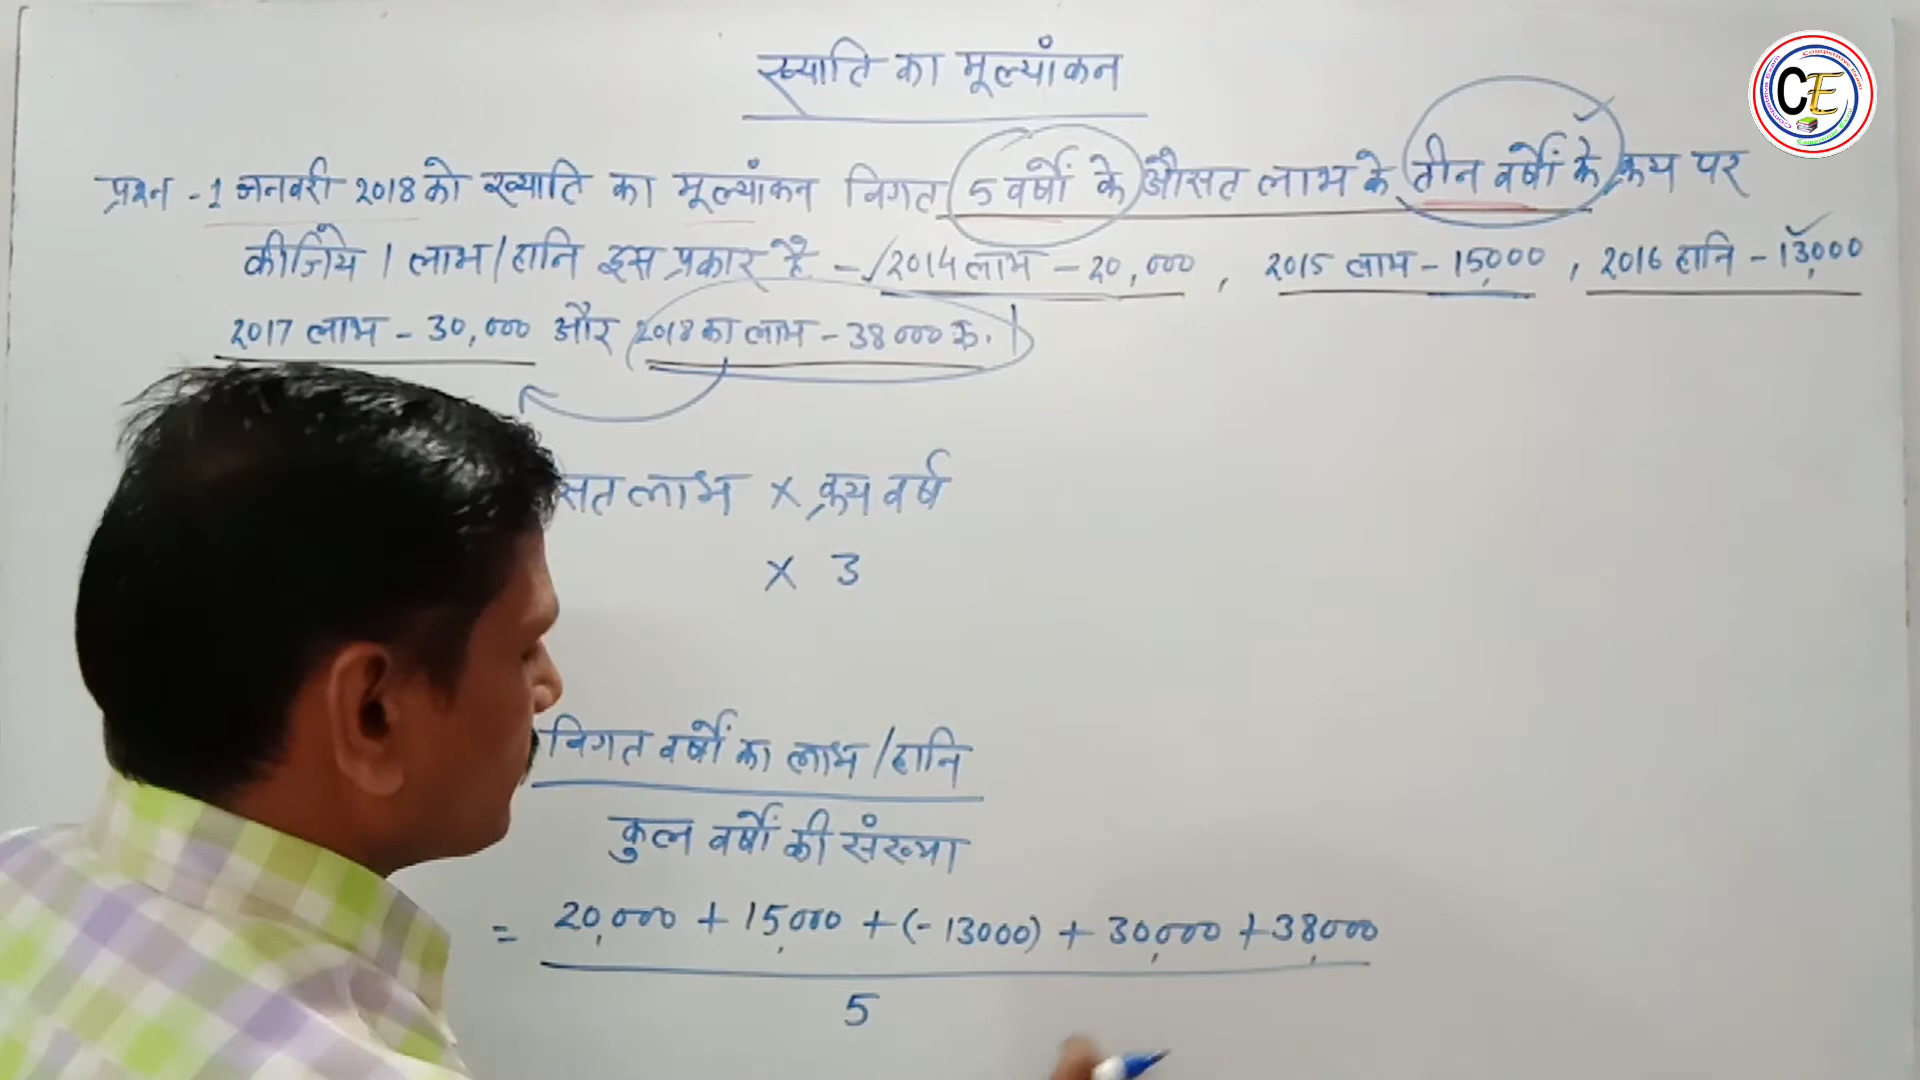 ख्याति का मूल्यांकन
प्रश्न - 1 जनवरी 2018 को ख्याति का मूल्यांकन विगत 5 वर्षों के औसत लाभ के तीन वर्षों के क्रय पर
कीजिये । लाभ/हानि इस प्रकार है - 2014 लाभ - 20,000 , 2015 लाभ - 15,000 , 2016 हानि - 13,000
2017 लाभ - 30,000 और 2018 का लाभ - 38000 रु. |
सत लाभ × क्रय वर्ष
× 3
विगत वर्षों का लाभ/हानि
कुल वर्षों की संख्या
= 20,000 + 15,000 + (-13000) + 30,000 + 38,000
5
CE